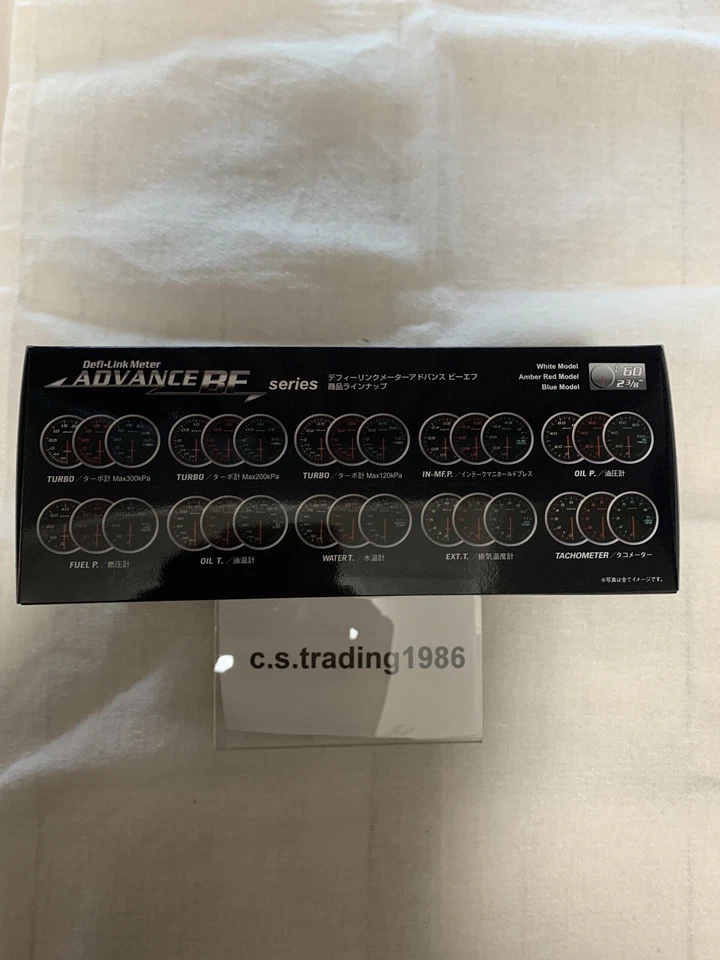 Defi-Link Meter
ADVANCE BF series
デフィーリンクメーターアドバンス ビーエフ
商品ラインナップ
White Model
Amber Red Model
Blue Model
φ60
2 3/8"
TURBO／ターボ計 Max300kPa
TURBO／ターボ計 Max200kPa
TURBO／ターボ計 Max120kPa
IN-MF.P.／インテークマニホールドプレス
OIL P.／油圧計
FUEL P.／燃圧計
OIL T.／油温計
WATER T.／水温計
EXT.T.／排気温度計
TACHOMETER／タコメーター
※写真は全てイメージです。
c.s.trading1986